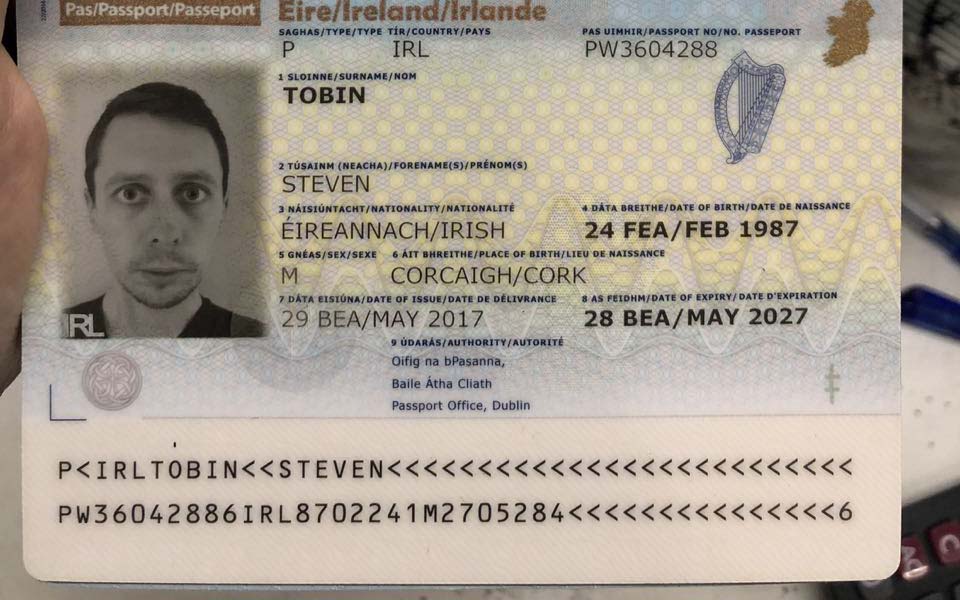 Pas/Passport/Passeport
Éire/Ireland/Irlande
SAGHAS/TYPE/TYPE TÍR/COUNTRY/PAYS PAS UIMHIR/PASSPORT NO/NO. PASSEPORT
P IRL PW3604288
1 SLOINNE/SURNAME/NOM
TOBIN
2 TÚSAINM (NEACHA)/FORENAME(S)/PRÉNOM(S)
STEVEN
3 NÁISIÚNTACHT/NATIONALITY/NATIONALITÉ 4 DÁTA BREITHE/DATE OF BIRTH/DATE DE NAISSANCE
ÉIREANNACH/IRISH 24 FEA/FEB 1987
5 GNÉAS/SEX/SEXE 6 ÁIT BHREITHE/PLACE OF BIRTH/LIEU DE NAISSANCE
M CORCAIGH/CORK
7 DÁTA EISIÚNA/DATE OF ISSUE/DATE DE DÉLIVRANCE 8 AS FEIDHM/DATE OF EXPIRY/DATE D'EXPIRATION
29 BEA/MAY 2017 28 BEA/MAY 2027
9 ÚDARÁS/AUTHORITY/AUTORITÉ
Oifig na bPasanna,
Baile Átha Cliath
Passport Office, Dublin
RL
P<IRLTOBIN<<STEVEN<<<<<<<<<<<<<<<<<<<<<<<<<<
PW36042886IRL8702241M2705284<<<<<<<<<<<<<<<6